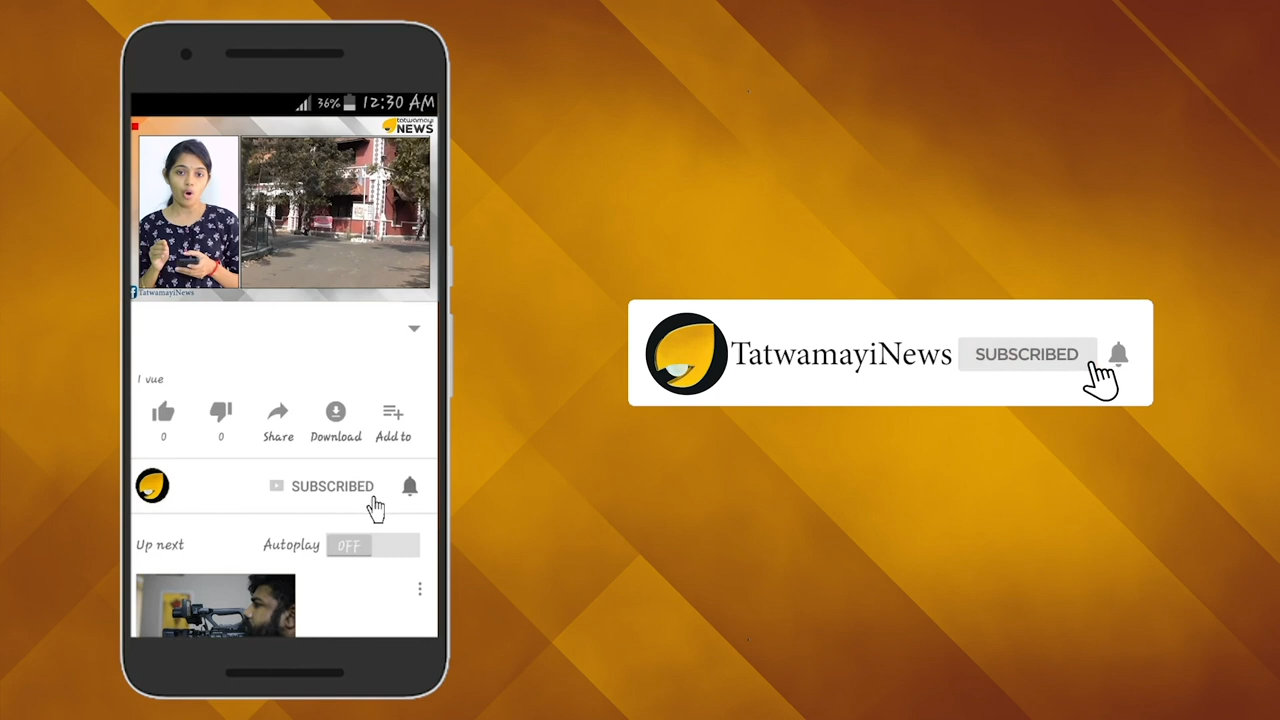 36% 12:30 AM
tatwamayi
NEWS
TatwamayiNews
1 vue
0 0 Share Download Add to
SUBSCRIBED
Up next Autoplay OFF
TatwamayiNews SUBSCRIBED